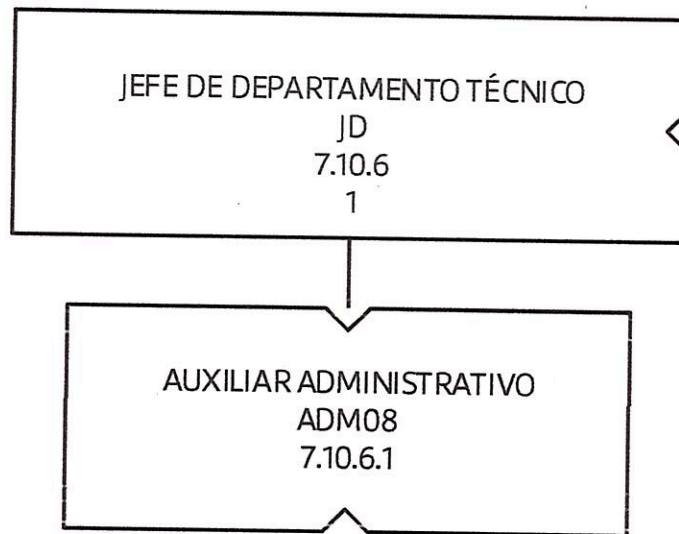 JEFE DE DEPARTAMENTO TÉCNICO
JD
7.10.6
1
AUXILIAR ADMINISTRATIVO
ADM08
7.10.6.1